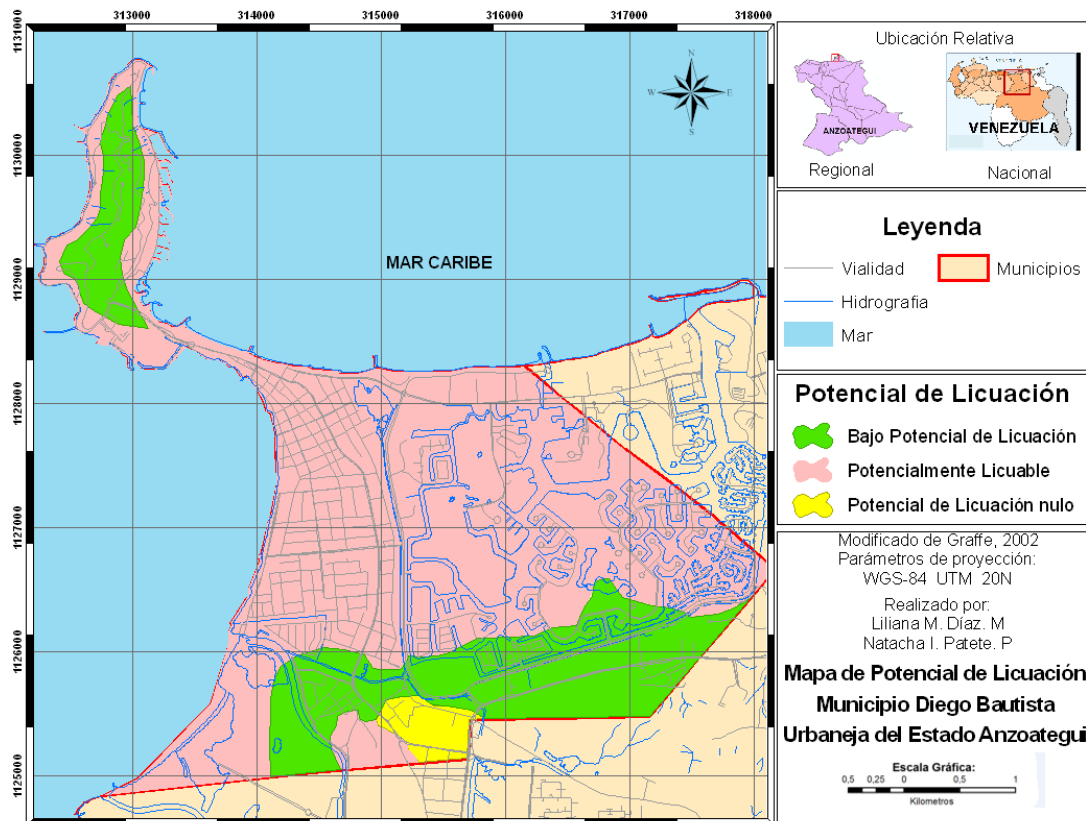 313000 314000 315000 316000 317000 318000
1131000
1130000
1129000
1128000
1127000
1126000
1125000
N
W E
S
MAR CARIBE
Ubicación Relativa
ANZOATEGUI
VENEZUELA
Regional
Nacional
Leyenda
Vialidad
Municipios
Hidrografia
Mar
Potencial de Licuación
Bajo Potencial de Licuación
Potencialmente Licuable
Potencial de Licuación nulo
Modificado de Graffe, 2002
Parámetros de proyección:
WGS-84 UTM 20N
Realizado por:
Liliana M. Díaz. M
Natacha I. Patete. P
Mapa de Potencial de Licuación
Municipio Diego Bautista
Urbaneja del Estado Anzoategui
Escala Gráfica:
0,5 0,25 0 0,5 1
Kilometros